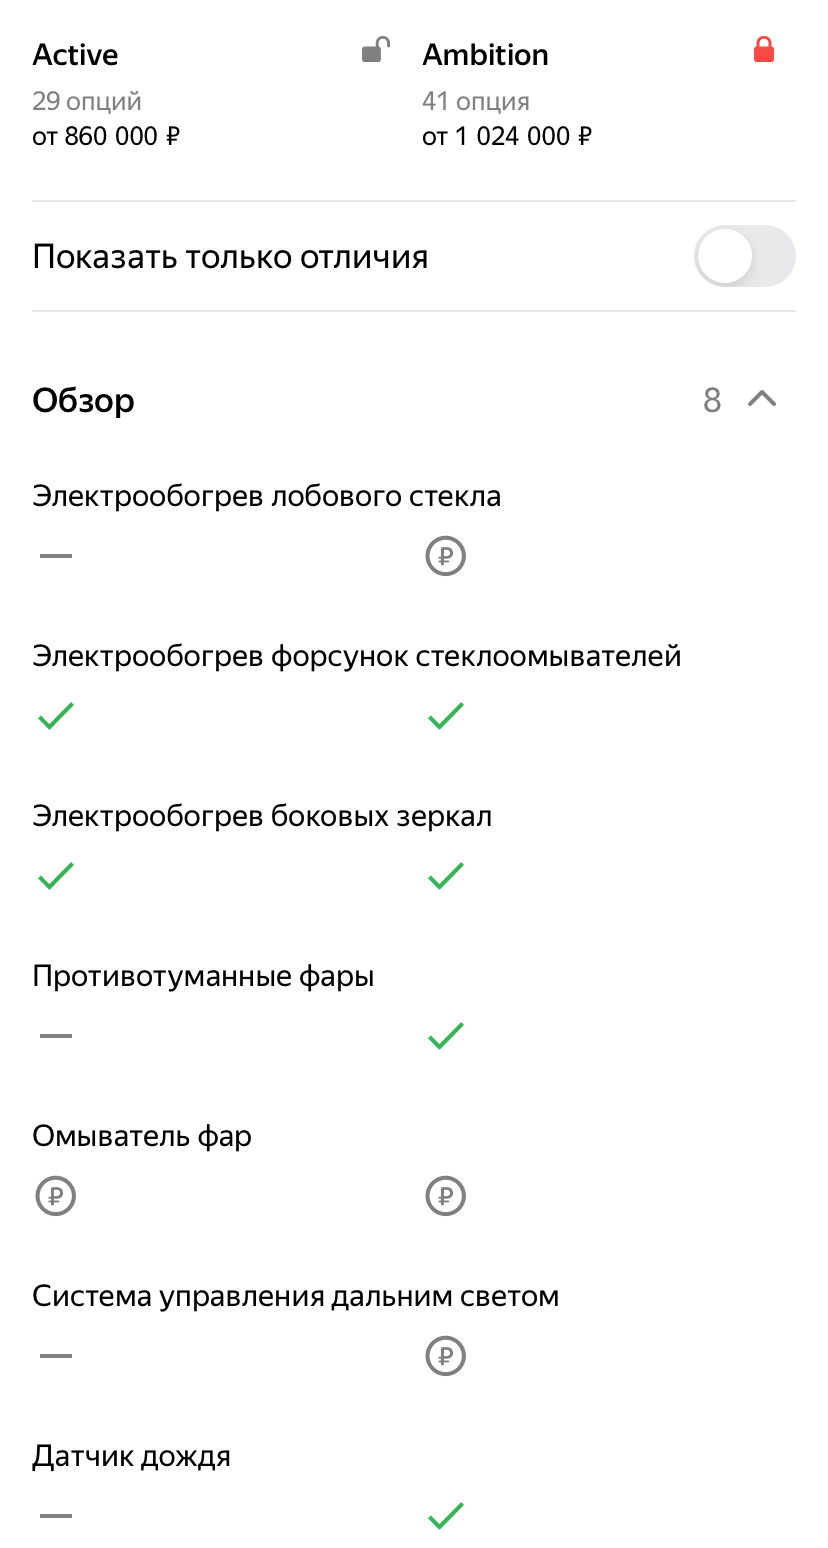 Active
Ambition
29 опций
41 опция
от 860 000 ₽
от 1 024 000 ₽
Показать только отличия
Обзор
8
Электрообогрев лобового стекла
— ₽
Электрообогрев форсунок стеклоомывателей
Электрообогрев боковых зеркал
Противотуманные фары
—
Омыватель фар
₽ ₽
Система управления дальним светом
— ₽
Датчик дождя
—